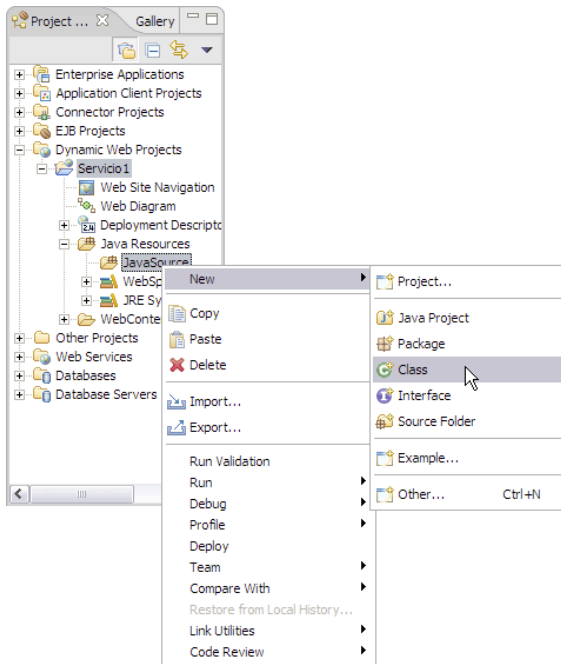 Project ...
Gallery
Enterprise Applications
Application Client Projects
Connector Projects
EJB Projects
Dynamic Web Projects
Servicio1
Web Site Navigation
Web Diagram
Deployment Descripto
Java Resources
JavaSource
WebSp
JRE Sy
WebConte
Other Projects
Web Services
Databases
Database Servers
New
Copy
Paste
Delete
Import...
Export...
Run Validation
Run
Debug
Profile
Deploy
Team
Compare With
Restore from Local History...
Link Utilities
Code Review
Project...
Java Project
Package
Class
Interface
Source Folder
Example...
Other... Ctrl+N